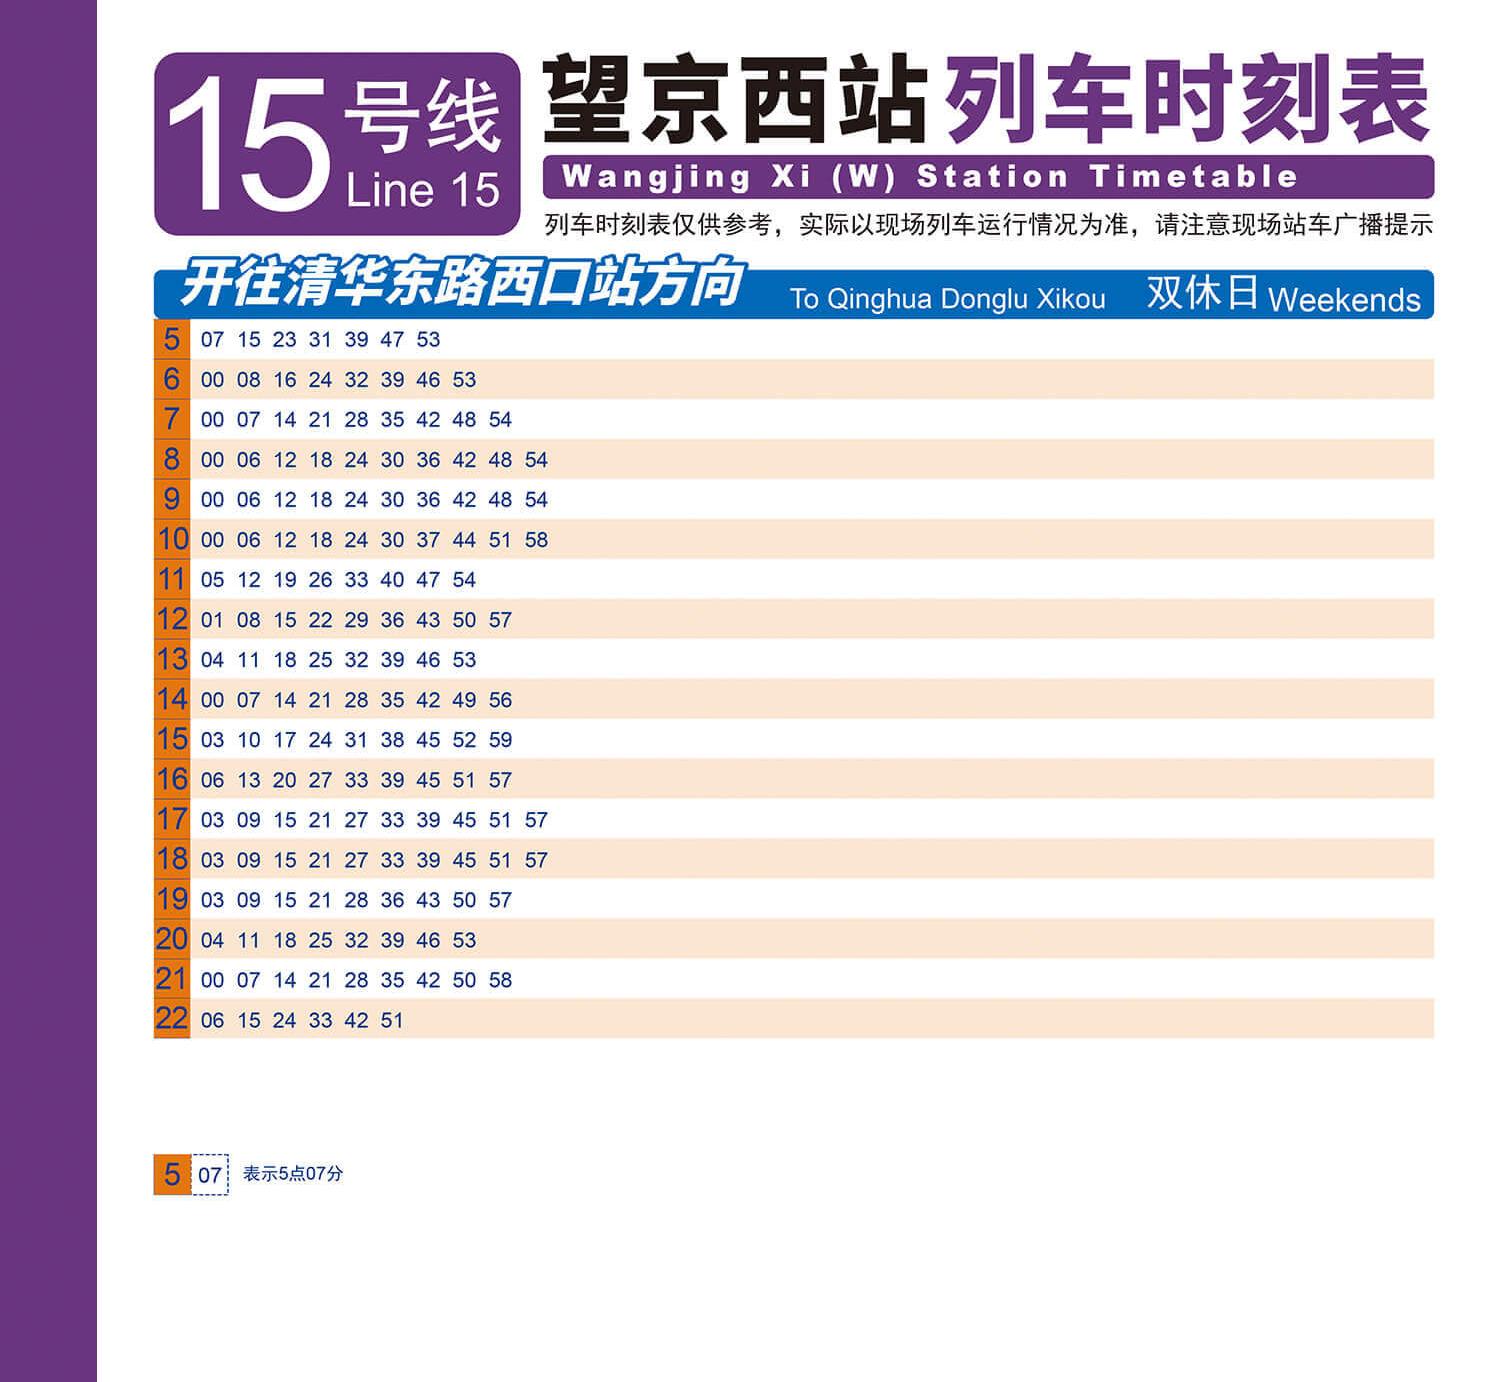 15号线
Line 15
望京西站列车时刻表
Wangjing Xi (W) Station Timetable
列车时刻表仅供参考，实际以现场列车运行情况为准，请注意现场站车广播提示
开往清华东路西口站方向 To Qinghua Donglu Xikou 双休日 Weekends
5 07 15 23 31 39 47 53
6 00 08 16 24 32 39 46 53
7 00 07 14 21 28 35 42 48 54
8 00 06 12 18 24 30 36 42 48 54
9 00 06 12 18 24 30 36 42 48 54
10 00 06 12 18 24 30 37 44 51 58
11 05 12 19 26 33 40 47 54
12 01 08 15 22 29 36 43 50 57
13 04 11 18 25 32 39 46 53
14 00 07 14 21 28 35 42 49 56
15 03 10 17 24 31 38 45 52 59
16 06 13 20 27 33 39 45 51 57
17 03 09 15 21 27 33 39 45 51 57
18 03 09 15 21 27 33 39 45 51 57
19 03 09 15 21 28 36 43 50 57
20 04 11 18 25 32 39 46 53
21 00 07 14 21 28 35 42 50 58
22 06 15 24 33 42 51
5 07 表示5点07分